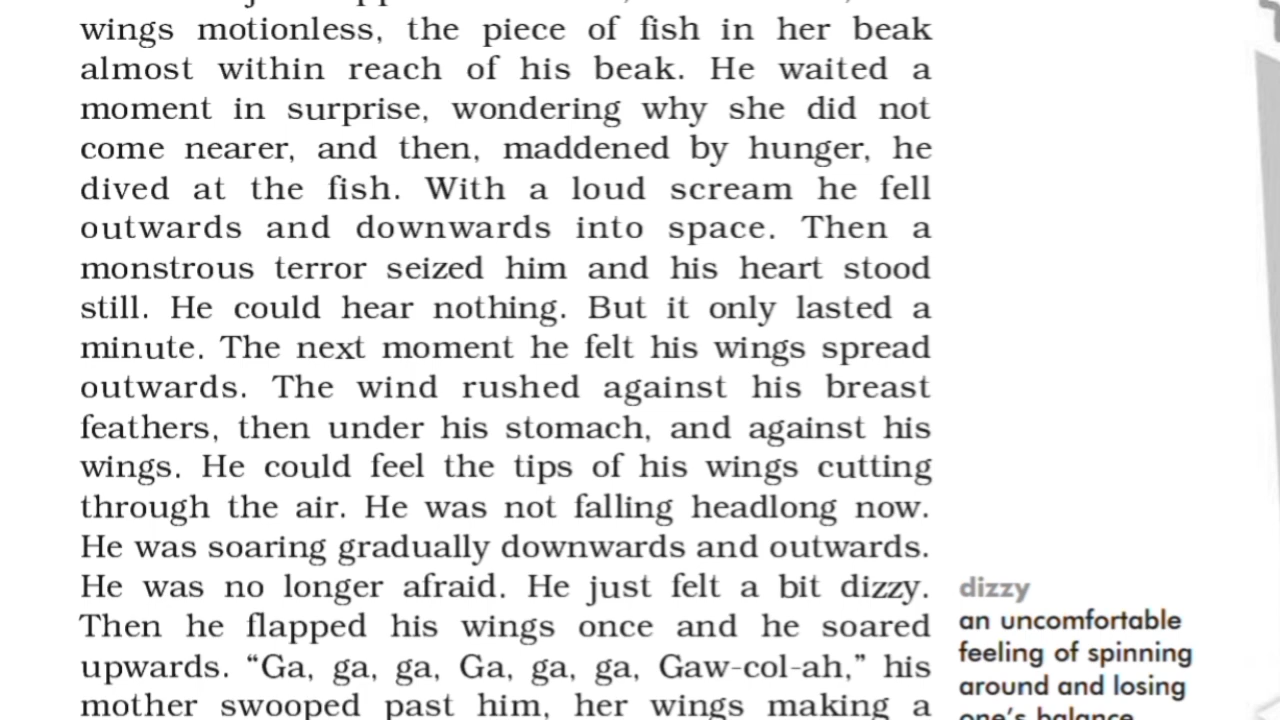 wings motionless, the piece of fish in her beak
almost within reach of his beak. He waited a
moment in surprise, wondering why she did not
come nearer, and then, maddened by hunger, he
dived at the fish. With a loud scream he fell
outwards and downwards into space. Then a
monstrous terror seized him and his heart stood
still. He could hear nothing. But it only lasted a
minute. The next moment he felt his wings spread
outwards. The wind rushed against his breast
feathers, then under his stomach, and against his
wings. He could feel the tips of his wings cutting
through the air. He was not falling headlong now.
He was soaring gradually downwards and outwards.
He was no longer afraid. He just felt a bit dizzy.
Then he flapped his wings once and he soared
upwards. “Ga, ga, ga, Ga, ga, ga, Gaw-col-ah,” his
mother swooped past him, her wings making a
dizzy
an uncomfortable
feeling of spinning
around and losing
one's balance